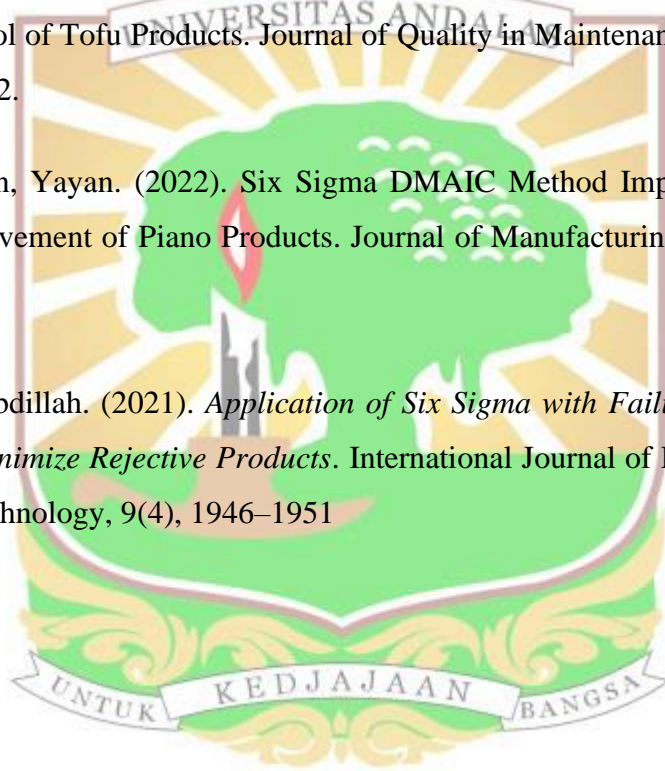 UNIVERSITAS ANDALAS
ol of Tofu Products. Journal of Quality in Maintenan
2.
n, Yayan. (2022). Six Sigma DMAIC Method Imp
vement of Piano Products. Journal of Manufacturin
bdillah. (2021). Application of Six Sigma with Fail
nimize Rejective Products. International Journal of
chnology, 9(4), 1946–1951
UNTUK KEDJAJAAN BANGSA